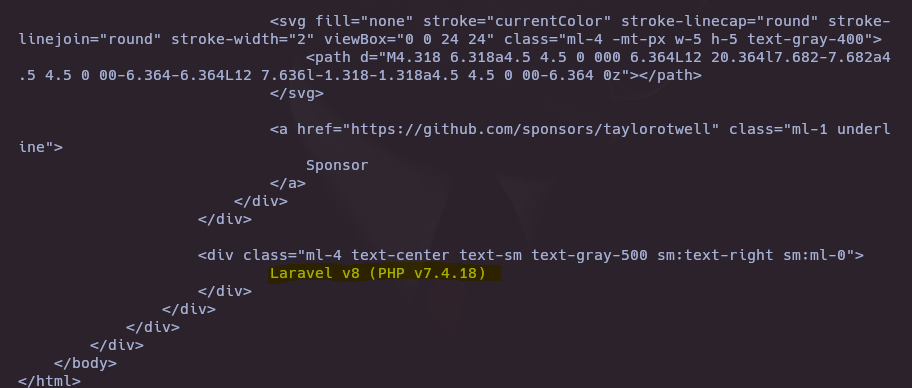 <svg fill="none" stroke="currentColor" stroke-linecap="round" stroke-
linejoin="round" stroke-width="2" viewBox="0 0 24 24" class="ml-4 -mt-px w-5 h-5 text-gray-400">
<path d="M4.318 6.318a4.5 4.5 0 000 6.364L12 20.364l7.682-7.682a4
.5 4.5 0 00-6.364-6.364L12 7.636l-1.318-1.318a4.5 4.5 0 00-6.364 0z"></path>
</svg>
<a href="https://github.com/sponsors/taylorotwell" class="ml-1 underl
ine">
Sponsor
</a>
</div>
</div>
<div class="ml-4 text-center text-sm text-gray-500 sm:text-right sm:ml-0">
Laravel v8 (PHP v7.4.18)
</div>
</div>
</div>
</div>
</body>
</html>